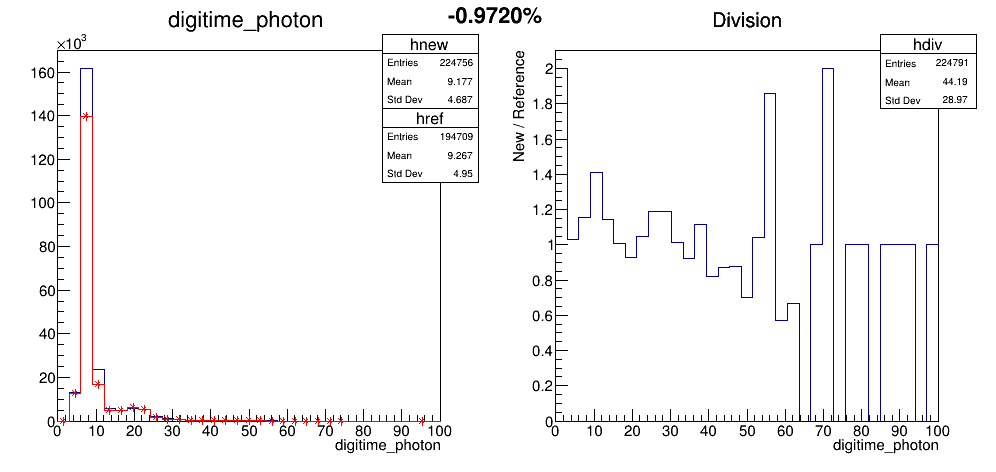 -0.9720%
digitime_photon
×10³
hnew
Entries 224756
Mean 9.177
Std Dev 4.687
href
Entries 194709
Mean 9.267
Std Dev 4.95
160
140
120
100
80
60
40
20
0
0 10 20 30 40 50 60 70 80 90 100
digitime_photon
Division
hdiv
Entries 224791
Mean 44.19
Std Dev 28.97
New / Reference
2
1.8
1.6
1.4
1.2
1
0.8
0.6
0.4
0.2
0
0 10 20 30 40 50 60 70 80 90 100
digitime_photon